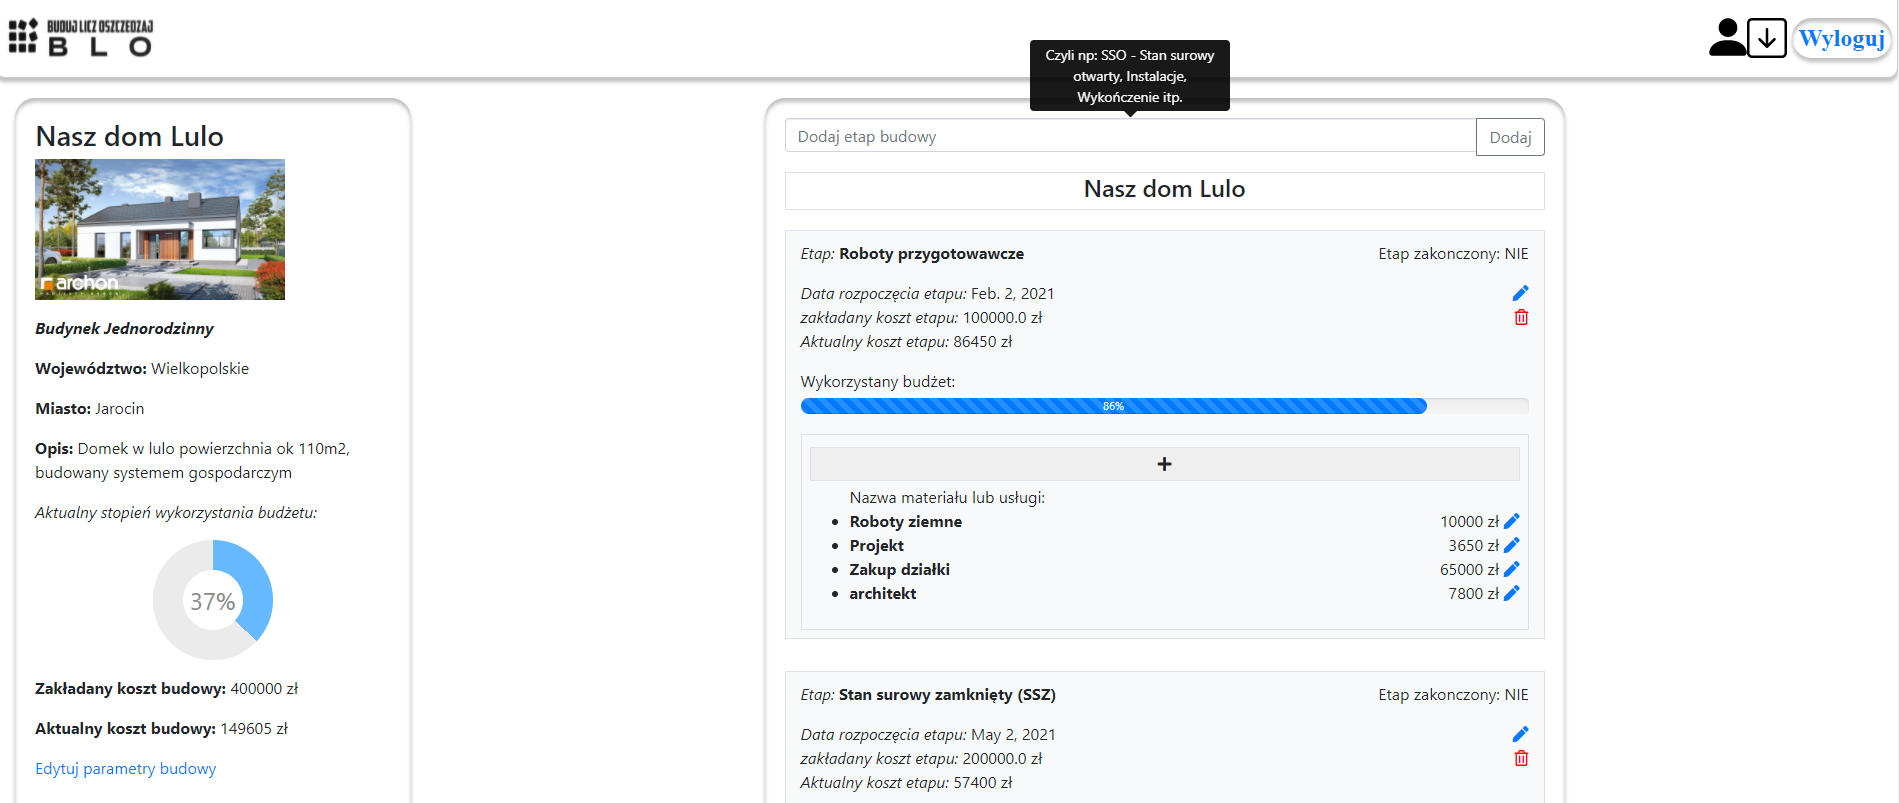 BUDUJ LICZ OSZCZEDZAJ
BLO
Wyloguj
Czyli np: SSO - Stan surowy
otwarty, Instalacje,
Wykończenie itp.
Nasz dom Lulo
archon
Budynek Jednorodzinny
Województwo: Wielkopolskie
Miasto: Jarocin
Opis: Domek w lulo powierzchnia ok 110m2,
budowany systemem gospodarczym
Aktualny stopień wykorzystania budżetu:
37%
Zakładany koszt budowy: 400000 zł
Aktualny koszt budowy: 149605 zł
Edytuj parametry budowy
Dodaj etap budowy
Dodaj
Nasz dom Lulo
Etap: Roboty przygotowawcze
Etap zakonczony: NIE
Data rozpoczęcia etapu: Feb. 2, 2021
zakładany koszt etapu: 100000.0 zł
Aktualny koszt etapu: 86450 zł
Wykorzystany budżet:
86%
Nazwa materiału lub usługi:
Roboty ziemne 10000 zł
Projekt 3650 zł
Zakup działki 65000 zł
architekt 7800 zł
Etap: Stan surowy zamknięty (SSZ)
Etap zakonczony: NIE
Data rozpoczęcia etapu: May 2, 2021
zakładany koszt etapu: 200000.0 zł
Aktualny koszt etapu: 57400 zł